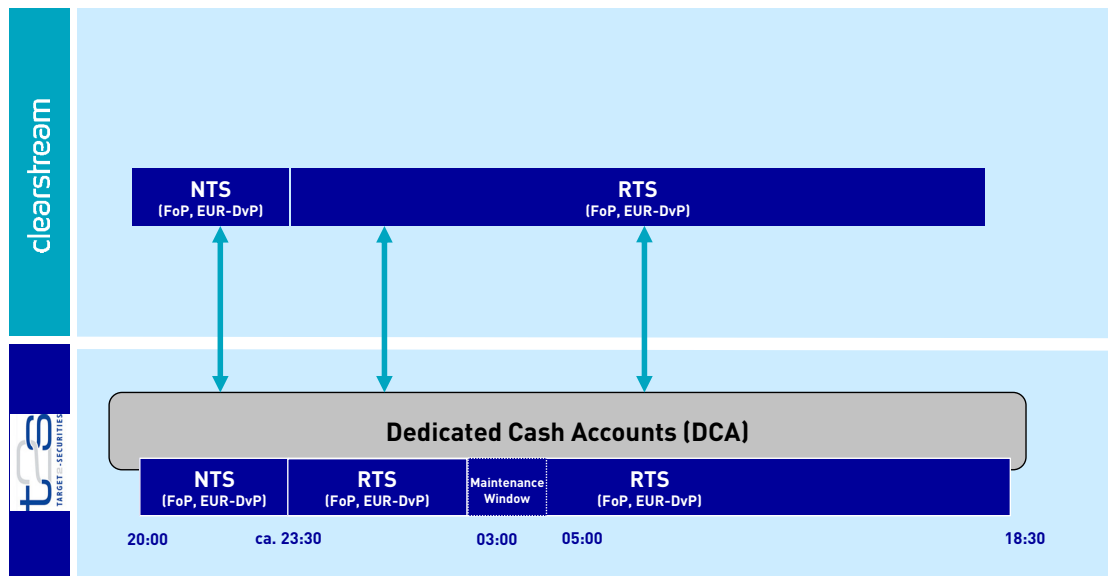 clearstream
NTS
(FoP, EUR-DvP)
RTS
(FoP, EUR-DvP)
t2s
TARGET2-SECURITIES
Dedicated Cash Accounts (DCA)
NTS
(FoP, EUR-DvP)
RTS
(FoP, EUR-DvP)
Maintenance
Window
RTS
(FoP, EUR-DvP)
20:00
ca. 23:30
03:00
05:00
18:30